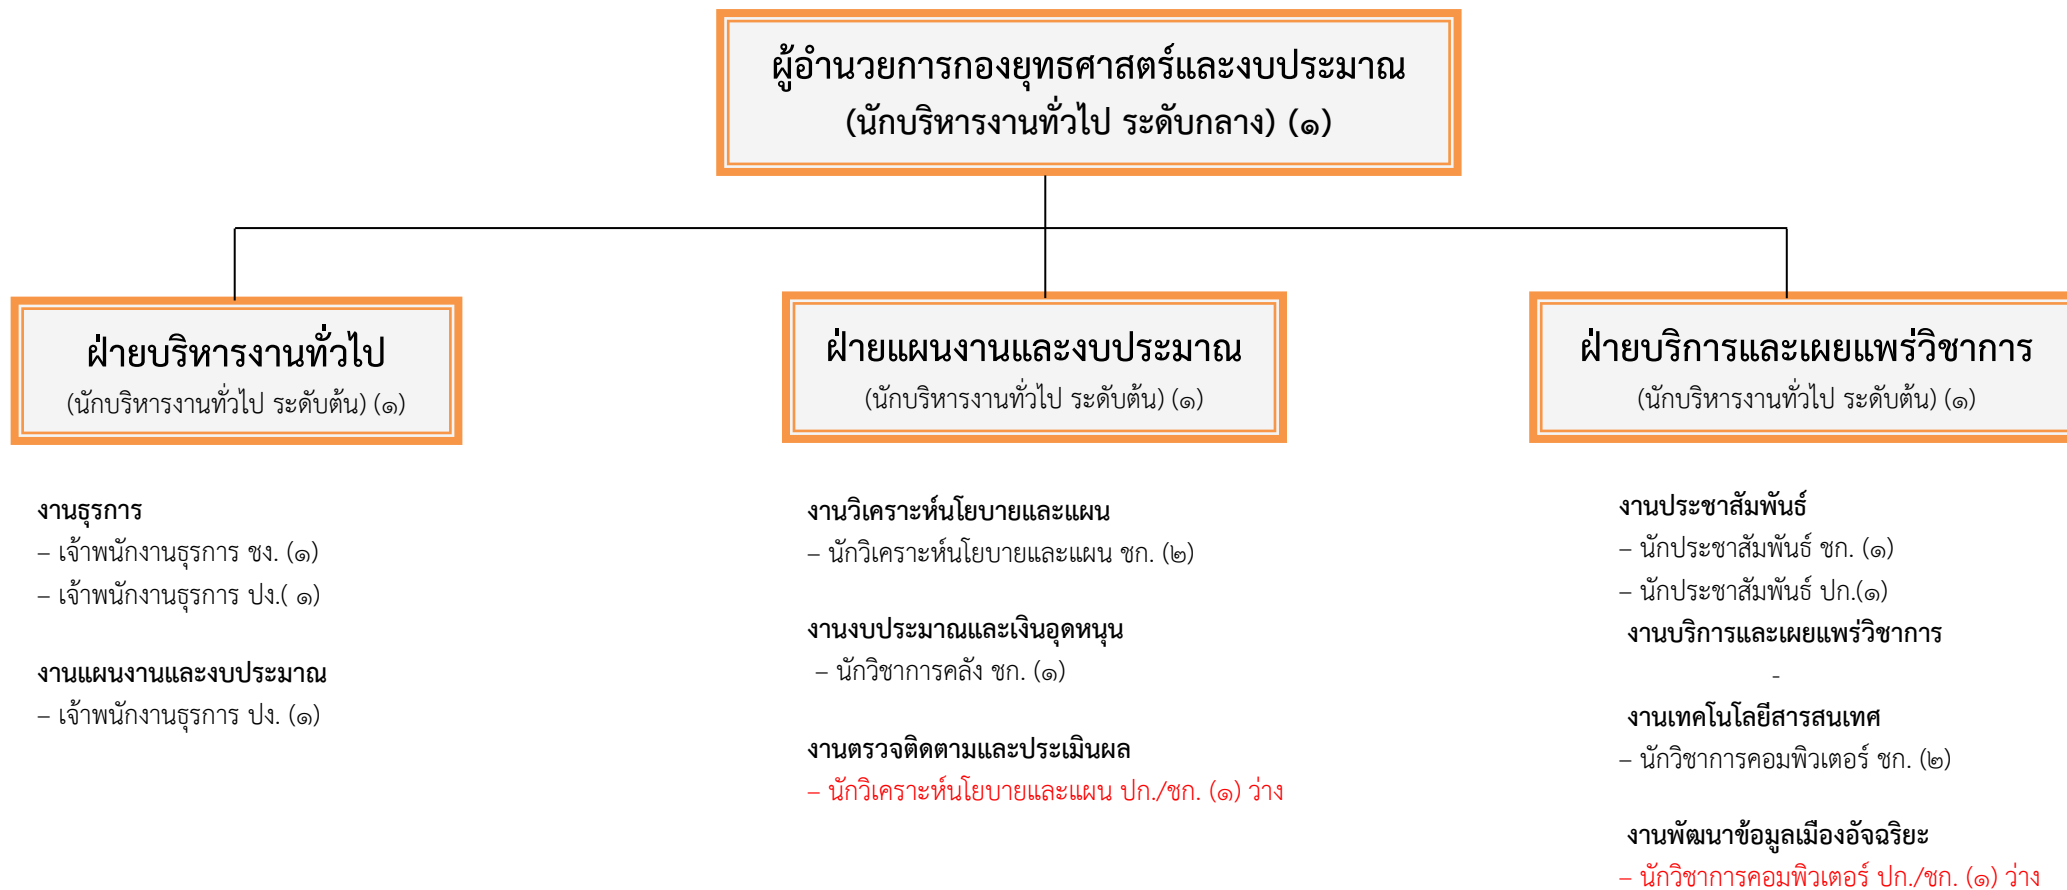 ผู้อำนวยการกองยุทธศาสตร์และงบประมาณ
(นักบริหารงานทั่วไป ระดับกลาง) (๑)
ฝ่ายบริหารงานทั่วไป
(นักบริหารงานทั่วไป ระดับต้น) (๑)
งานธุรการ
– เจ้าพนักงานธุรการ ชง. (๑)
– เจ้าพนักงานธุรการ ปง.( ๑)
งานแผนงานและงบประมาณ
– เจ้าพนักงานธุรการ ปง. (๑)
ฝ่ายแผนงานและงบประมาณ
(นักบริหารงานทั่วไป ระดับต้น) (๑)
งานวิเคราะห์นโยบายและแผน
– นักวิเคราะห์นโยบายและแผน ชก. (๒)
งานงบประมาณและเงินอุดหนุน
– นักวิชาการคลัง ชก. (๑)
งานตรวจติดตามและประเมินผล
– นักวิเคราะห์นโยบายและแผน ปก./ชก. (๑) ว่าง
ฝ่ายบริการและเผยแพร่วิชาการ
(นักบริหารงานทั่วไป ระดับต้น) (๑)
งานประชาสัมพันธ์
– นักประชาสัมพันธ์ ชก. (๑)
– นักประชาสัมพันธ์ ปก.(๑)
งานบริการและเผยแพร่วิชาการ
-
งานเทคโนโลยีสารสนเทศ
– นักวิชาการคอมพิวเตอร์ ชก. (๒)
งานพัฒนาข้อมูลเมืองอัจฉริยะ
– นักวิชาการคอมพิวเตอร์ ปก./ชก. (๑) ว่าง